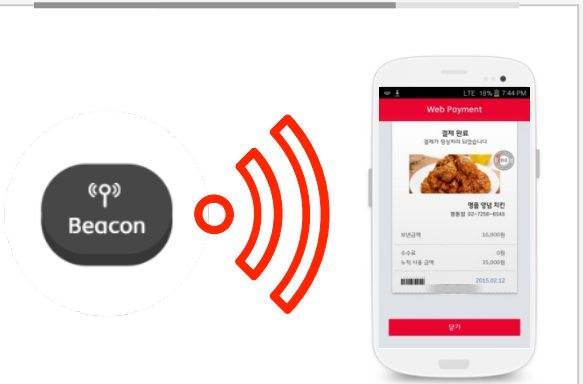 Beacon
LTE 18% 7:44 PM
Web Payment
결제 완료
결제가 정상처리 되었습니다
명품 양념 치킨
명동점 02-7256-6545
보낸금액 16,000원
수수료 0원
누적 사용 금액 35,000원
2015.02.12
닫기